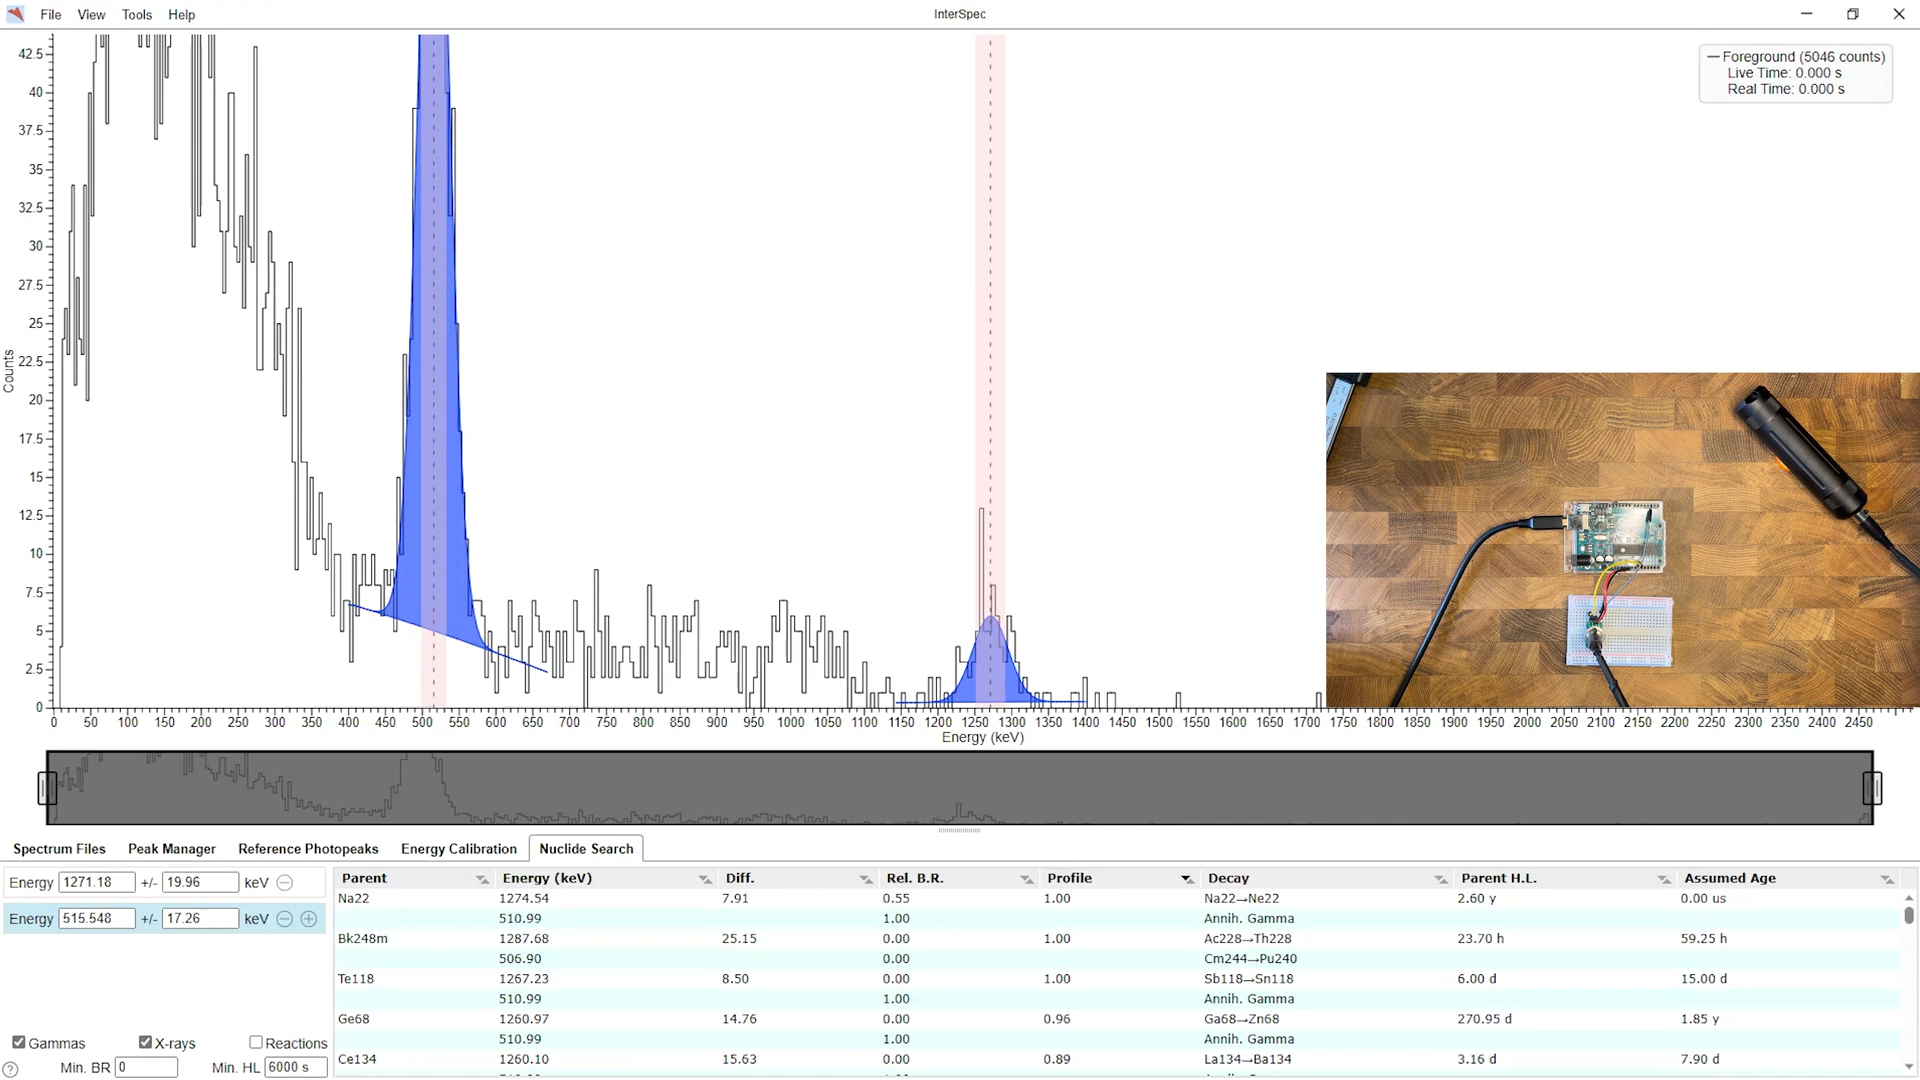 File View Tools Help
InterSpec
Foreground (5046 counts)
Live Time: 0.000 s
Real Time: 0.000 s
Counts
42.5
40
37.5
35
32.5
30
27.5
25
22.5
20
17.5
15
12.5
10
7.5
5
2.5
0
0 50 100 150 200 250 300 350 400 450 500 550 600 650 700 750 800 850 900 950 1000 1050 1100 1150 1200 1250 1300 1350 1400 1450 1500 1550 1600 1650 1700 1750 1800 1850 1900 1950 2000 2050 2100 2150 2200 2250 2300 2350 2400 2450
Energy (keV)
Spectrum Files Peak Manager Reference Photopeaks Energy Calibration Nuclide Search
Energy 1271.18 +/- 19.96 keV
Energy 515.548 +/- 17.26 keV
Gammas X-rays Reactions
Min. BR 0 Min. HL 6000 s
?
Parent Energy (keV) Diff. Rel. B.R. Profile Decay Parent H.L. Assumed Age
Na22 1274.54 7.91 0.55 1.00 Na22→Ne22 2.60 y 0.00 us
510.99 1.00 Annih. Gamma
Bk248m 1287.68 25.15 0.00 1.00 Ac228→Th228 23.70 h 59.25 h
506.90 0.00 Cm244→Pu240
Te118 1267.23 8.50 0.00 1.00 Sb118→Sn118 6.00 d 15.00 d
510.99 1.00 Annih. Gamma
Ge68 1260.97 14.76 0.00 0.96 Ga68→Zn68 270.95 d 1.85 y
510.99 1.00 Annih. Gamma
Ce134 1260.10 15.63 0.00 0.89 La134→Ba134 3.16 d 7.90 d